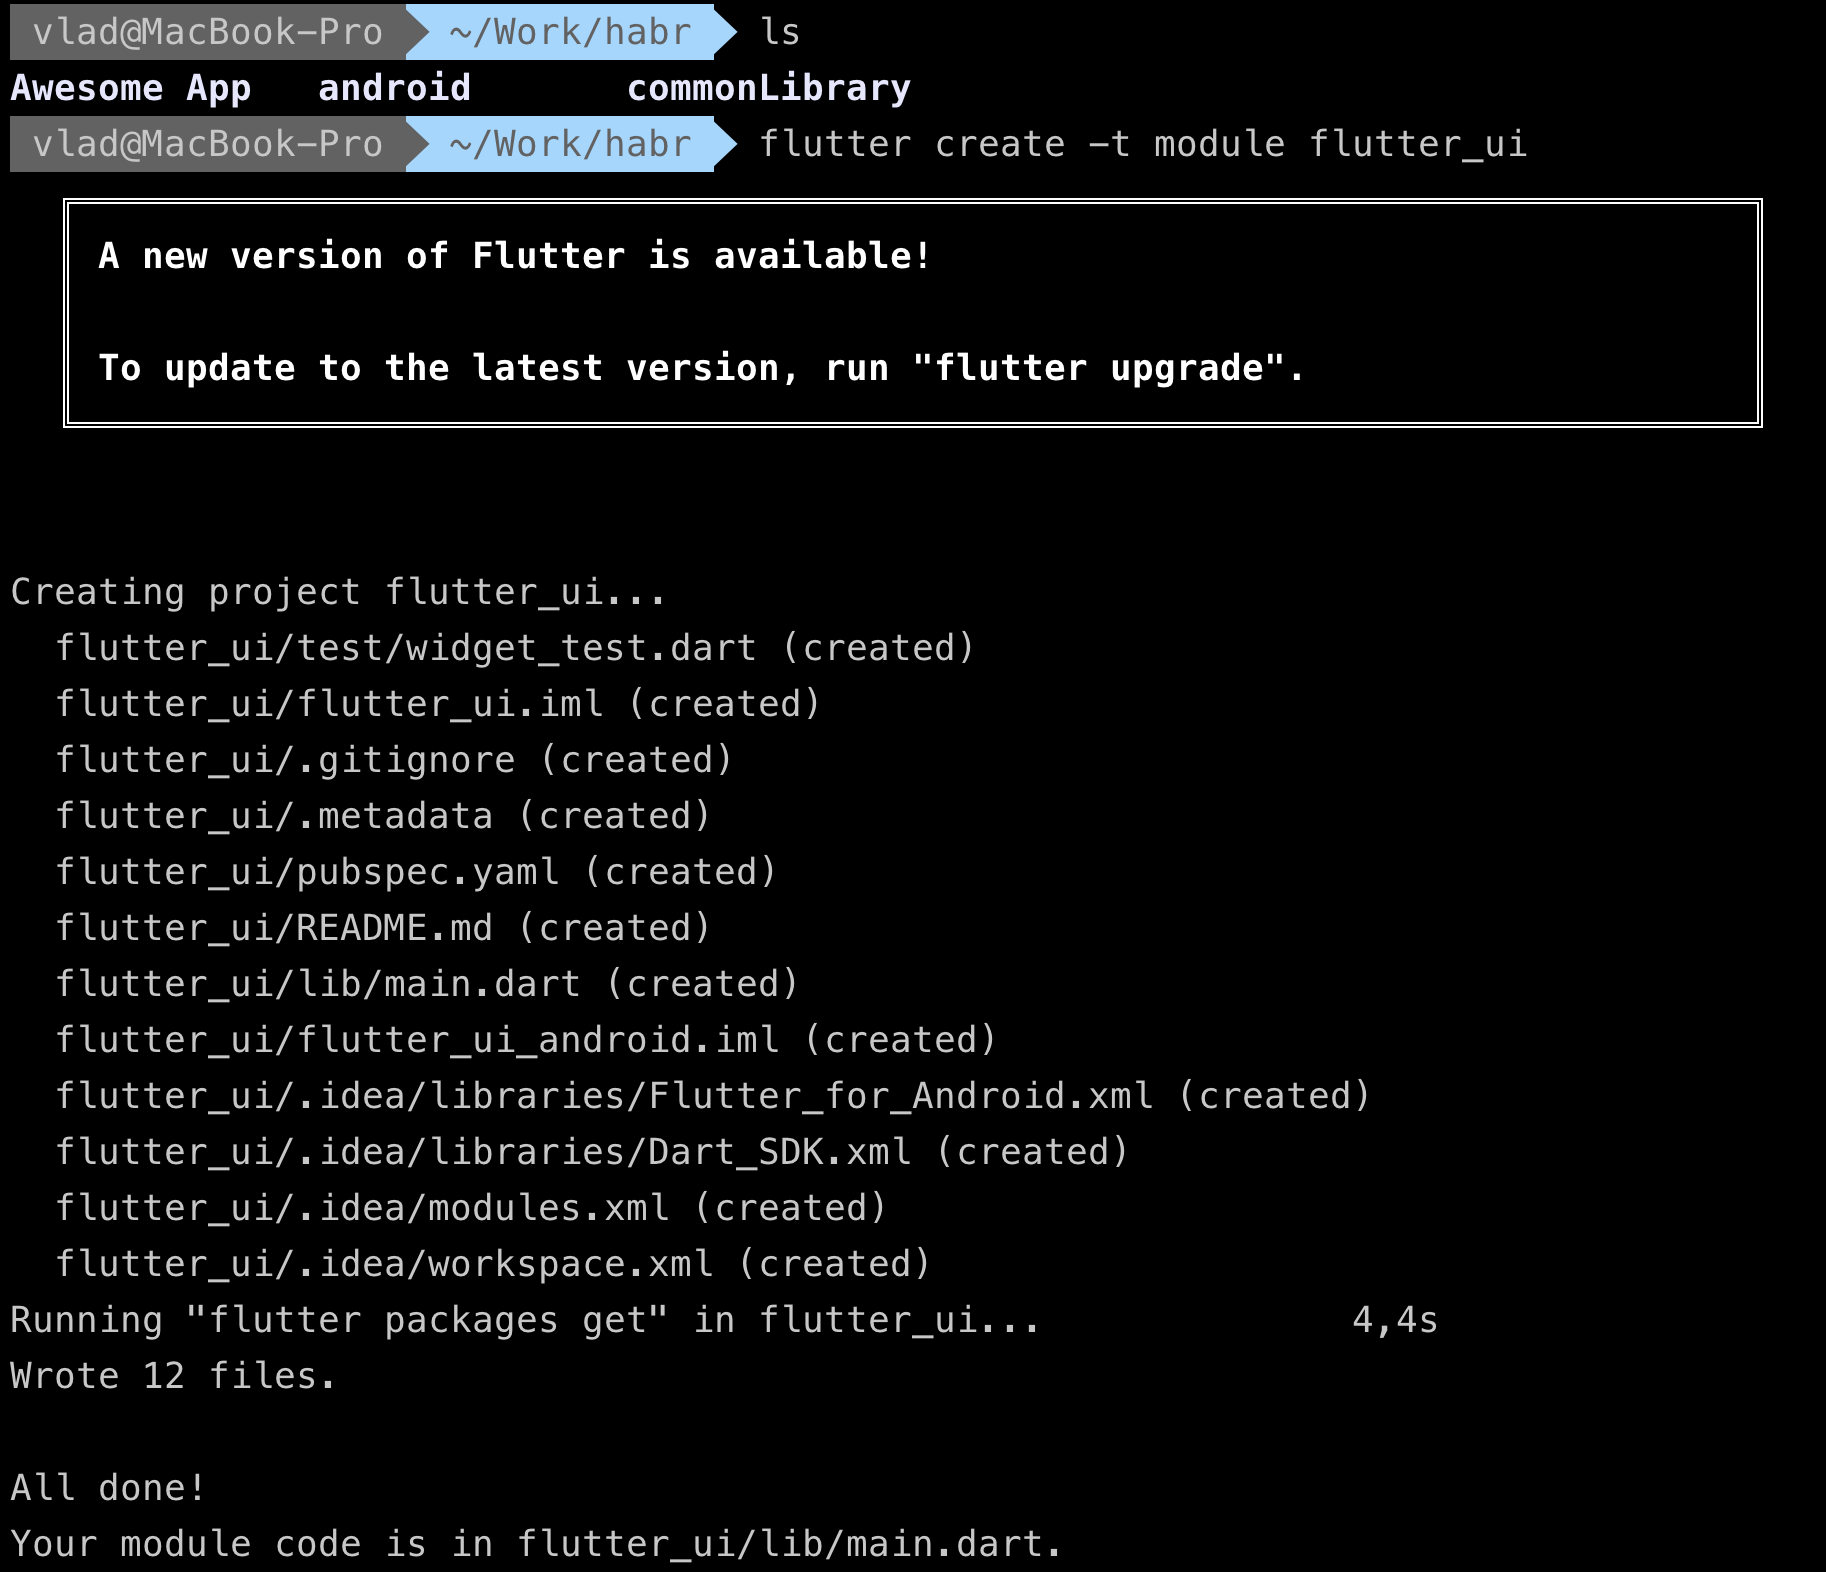 vlad@MacBook-Pro ~/Work/habr ls
Awesome App android commonLibrary
vlad@MacBook-Pro ~/Work/habr flutter create -t module flutter_ui
A new version of Flutter is available!
To update to the latest version, run "flutter upgrade".
Creating project flutter_ui...
flutter_ui/test/widget_test.dart (created)
flutter_ui/flutter_ui.iml (created)
flutter_ui/.gitignore (created)
flutter_ui/.metadata (created)
flutter_ui/pubspec.yaml (created)
flutter_ui/README.md (created)
flutter_ui/lib/main.dart (created)
flutter_ui/flutter_ui_android.iml (created)
flutter_ui/.idea/libraries/Flutter_for_Android.xml (created)
flutter_ui/.idea/libraries/Dart_SDK.xml (created)
flutter_ui/.idea/modules.xml (created)
flutter_ui/.idea/workspace.xml (created)
Running "flutter packages get" in flutter_ui... 4,4s
Wrote 12 files.
All done!
Your module code is in flutter_ui/lib/main.dart.